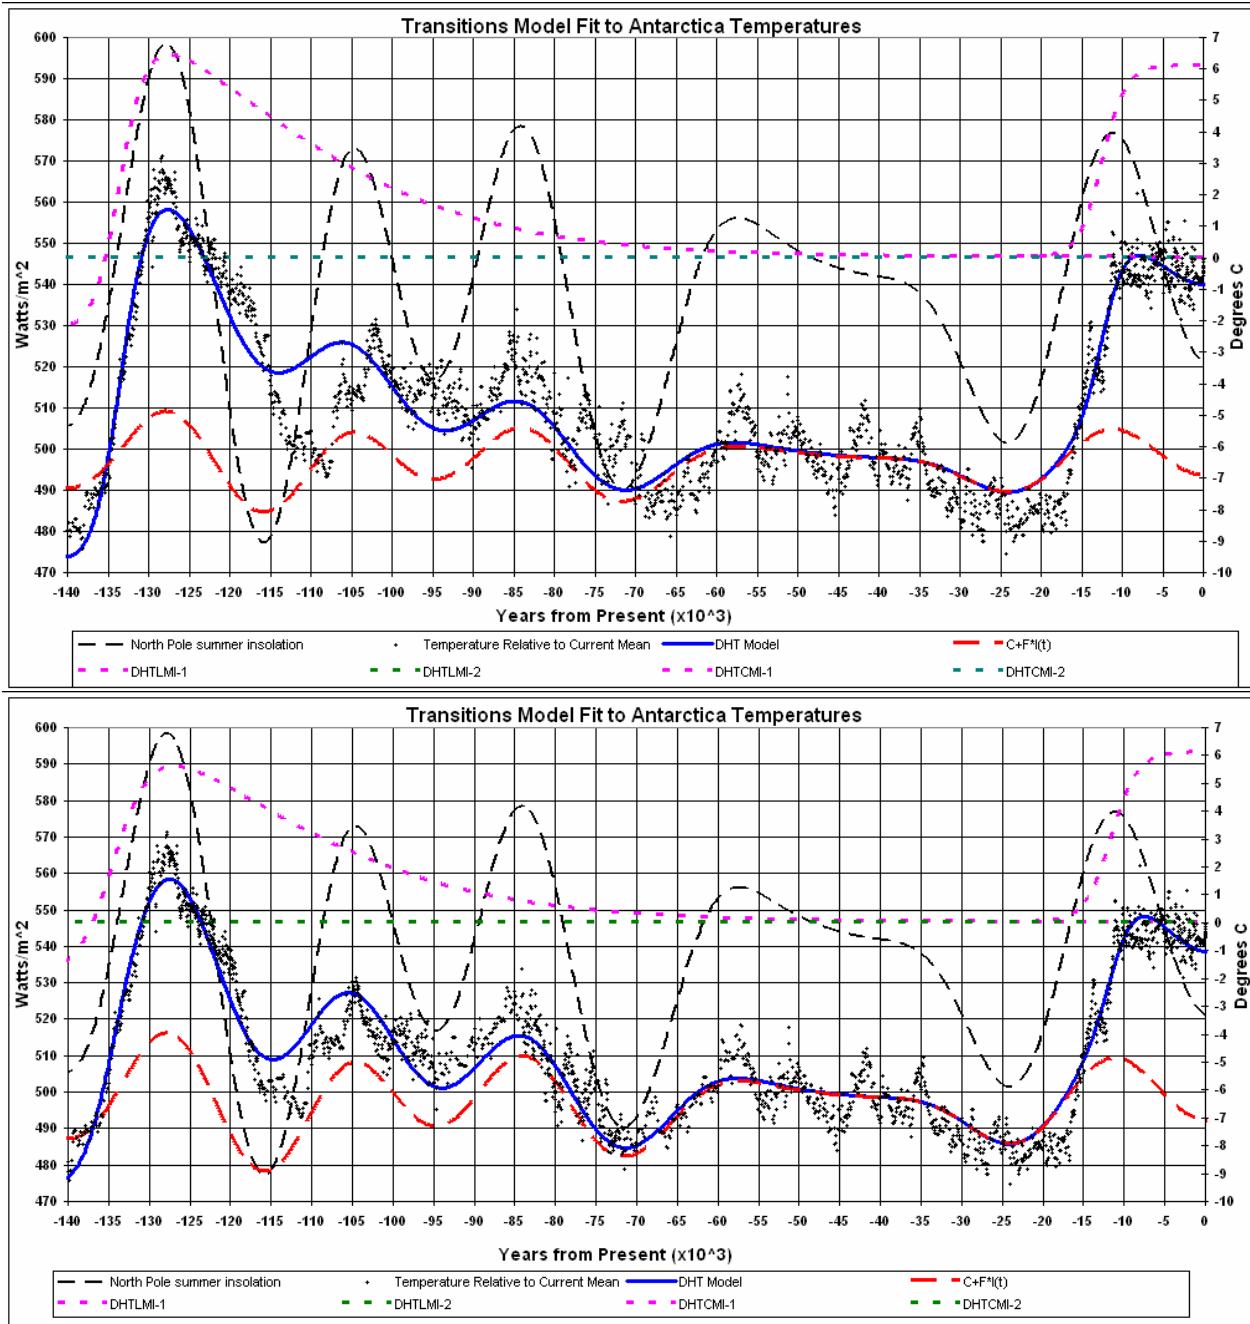 Transitions Model Fit to Antarctica Temperatures
600 7
590 6
580 5
570 4
560 3
550 2
540 1
530 0
520 -1
510 -2
500 -3
490 -4
480 -5
470 -6
-7
-8
-9
-10
Watts/m^2
Degrees C
-140 -135 -130 -125 -120 -115 -110 -105 -100 -95 -90 -85 -80 -75 -70 -65 -60 -55 -50 -45 -40 -35 -30 -25 -20 -15 -10 -5 0
Years from Present (x10^3)
North Pole summer insolation Temperature Relative to Current Mean DHT Model C+F*I(t)
DHTLMI-1 DHTLMI-2 DHTCMI-1 DHTCMI-2
Transitions Model Fit to Antarctica Temperatures
600 7
590 6
580 5
570 4
560 3
550 2
540 1
530 0
520 -1
510 -2
500 -3
490 -4
480 -5
470 -6
-7
-8
-9
-10
Watts/m^2
Degrees C
-140 -135 -130 -125 -120 -115 -110 -105 -100 -95 -90 -85 -80 -75 -70 -65 -60 -55 -50 -45 -40 -35 -30 -25 -20 -15 -10 -5 0
Years from Present (x10^3)
North Pole summer insolation Temperature Relative to Current Mean DHT Model C+F*I(t)
DHTLMI-1 DHTLMI-2 DHTCMI-1 DHTCMI-2